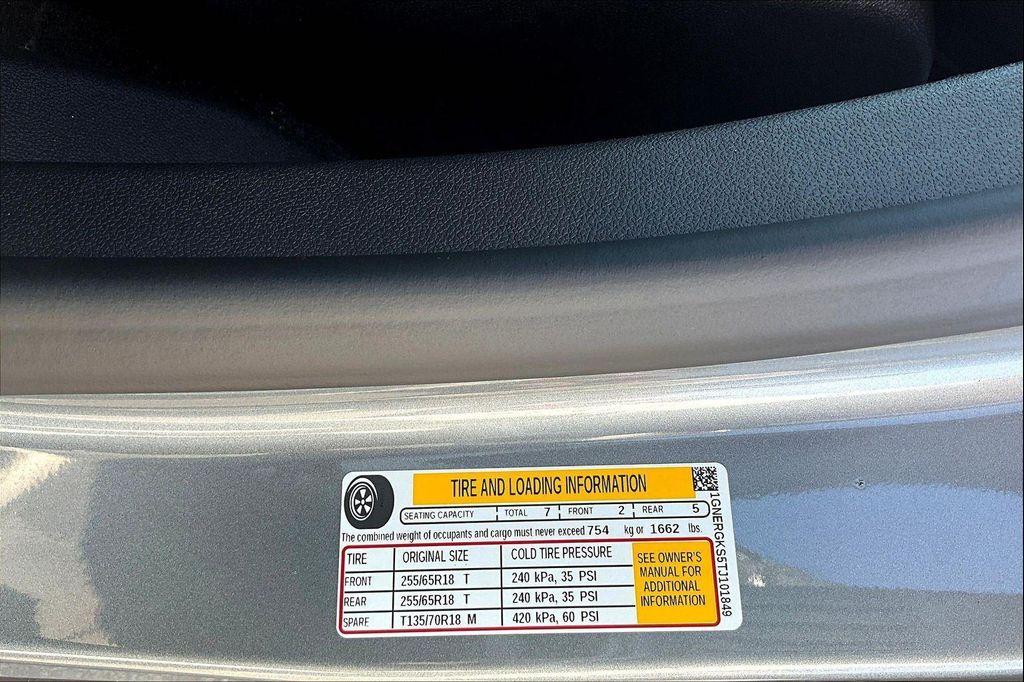 TIRE AND LOADING INFORMATION
SEATING CAPACITY TOTAL 7 FRONT 2 REAR 5
The combined weight of occupants and cargo must never exceed 754 kg or 1662 lbs.
TIRE ORIGINAL SIZE COLD TIRE PRESSURE
FRONT 255/65R18 T 240 kPa, 35 PSI
REAR 255/65R18 T 240 kPa, 35 PSI
SPARE T135/70R18 M 420 kPa, 60 PSI
SEE OWNER'S
MANUAL FOR
ADDITIONAL
INFORMATION
1GNERGKS5TJ101849